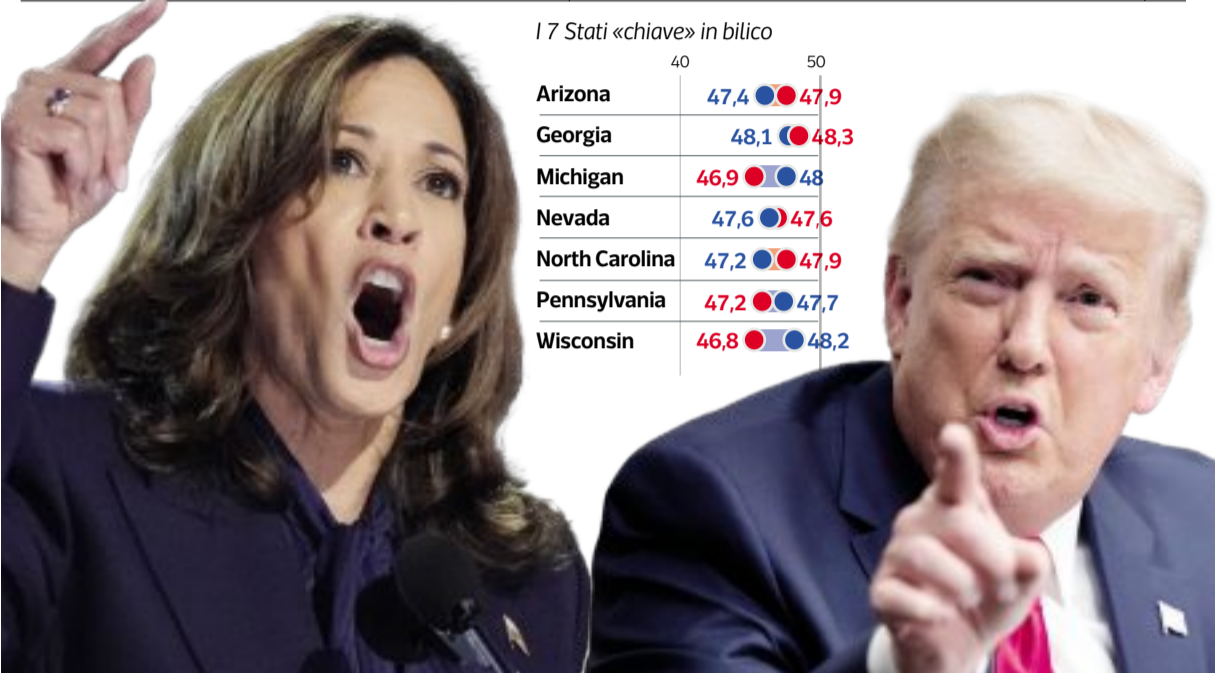 I 7 Stati «chiave» in bilico
40 50
Arizona 47,4 47,9
Georgia 48,1 48,3
Michigan 46,9 48
Nevada 47,6 47,6
North Carolina 47,2 47,9
Pennsylvania 47,2 47,7
Wisconsin 46,8 48,2